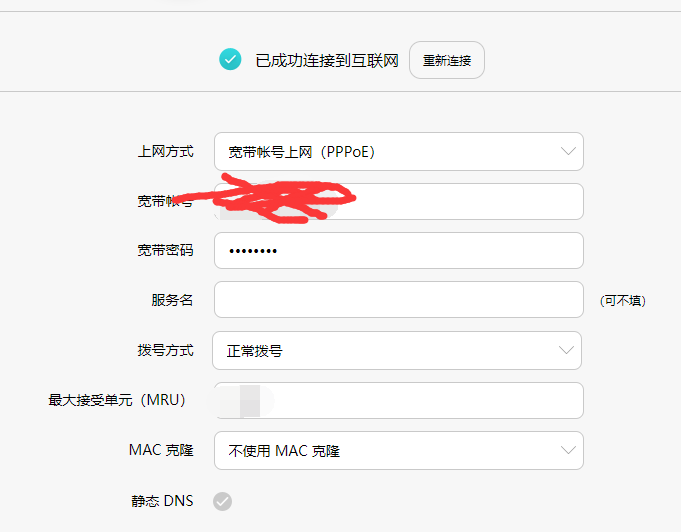 已成功连接到互联网 重新连接
上网方式 宽带帐号上网（PPPoE）
宽带帐号
宽带密码 ••••••••
服务名 （可不填）
拨号方式 正常拨号
最大接受单元（MRU）
MAC 克隆 不使用 MAC 克隆
静态 DNS